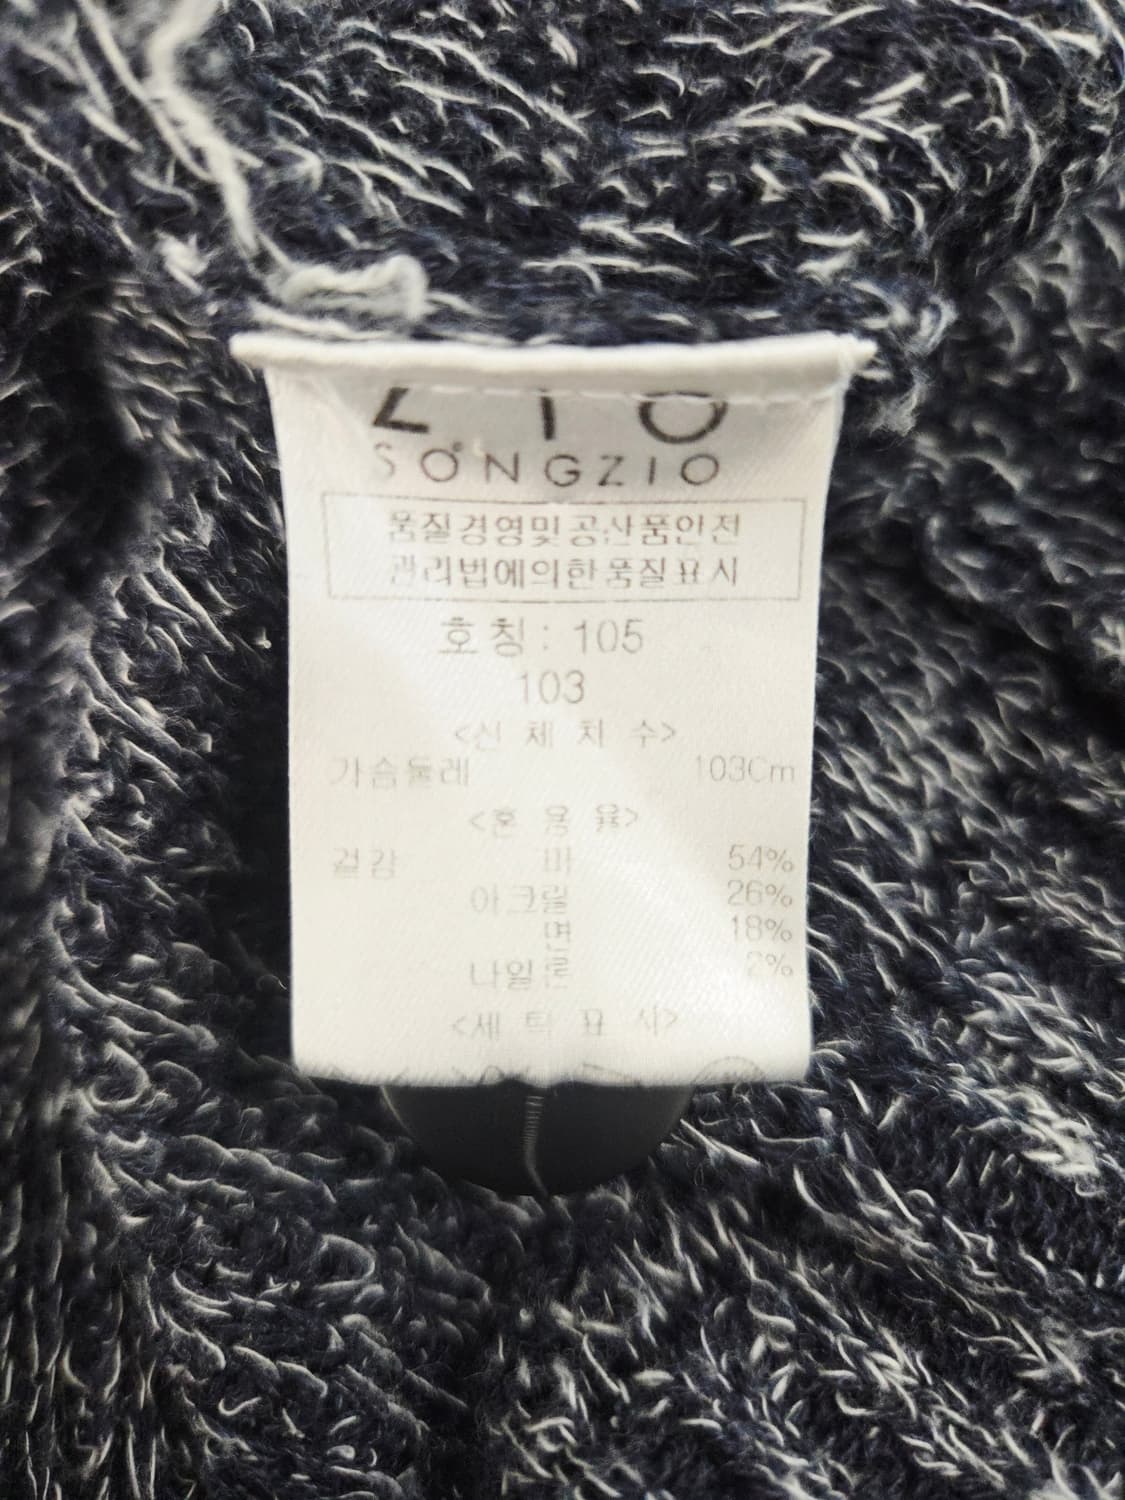 ZIO
SONGZIO
품질경영및공산품안전
관리법에의한품질표시
호칭: 105
103
<신 체 치 수>
가슴둘레 103Cm
<혼 용 율>
겉감 마 54%
아크릴 26%
면 18%
나일론 2%
<세 탁 표 시>